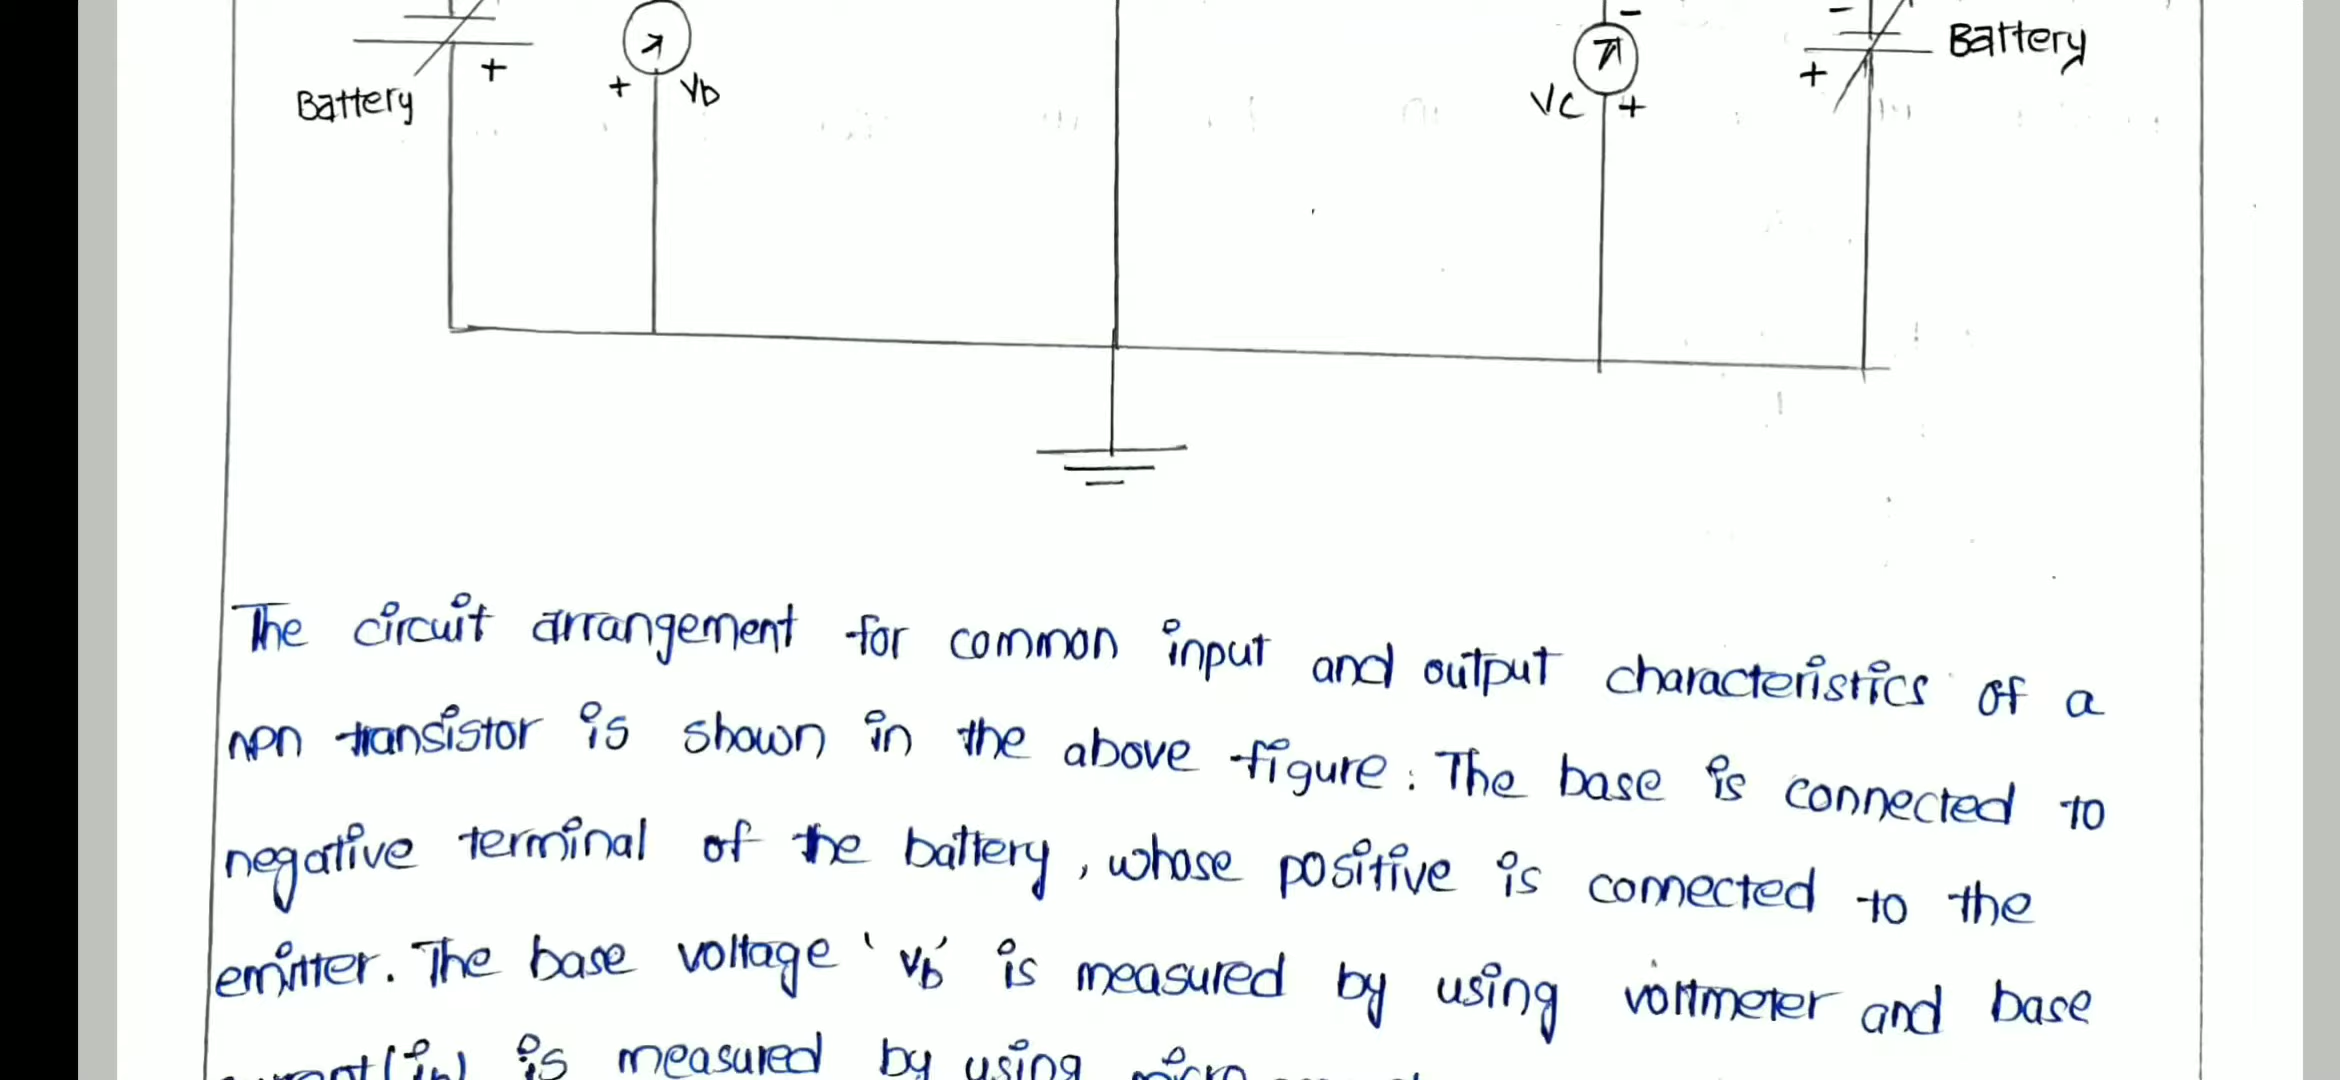 - -
Battery
+ + Vb
Battery + VC + 
The circuit arrangement for common input and output characteristics of a
npn transistor is shown in the above figure. The base is connected to
negative terminal of the battery, whose positive is connected to the
emitter. The base voltage 'Vb' is measured by using voltmeter and base
is measured by using